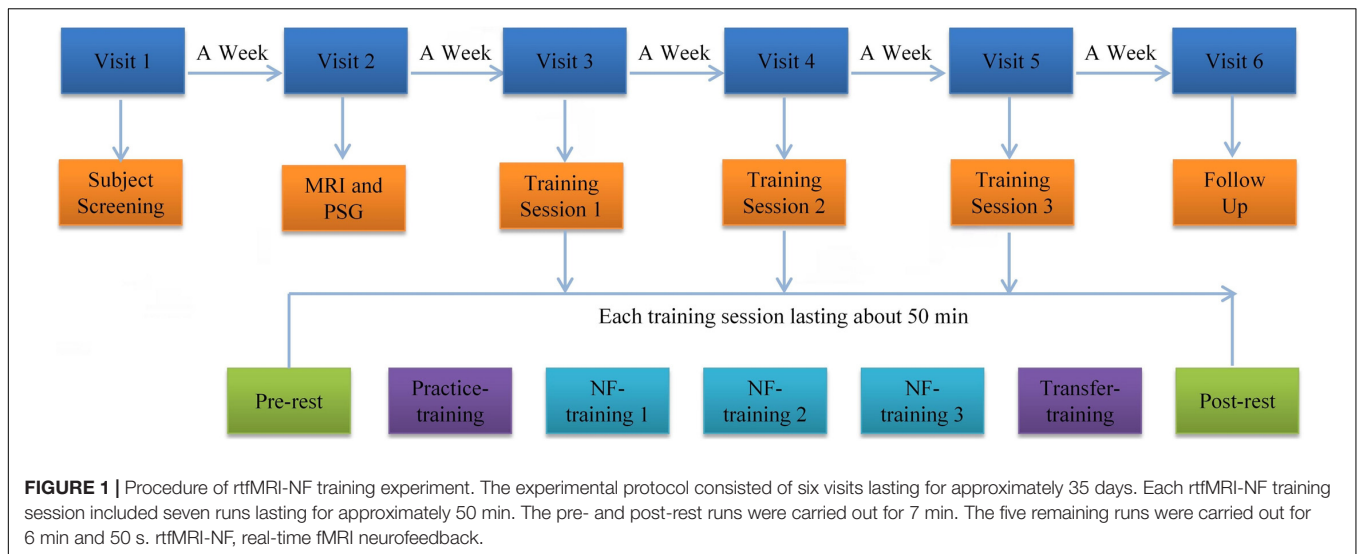 Visit 1 A Week Visit 2 A Week Visit 3 A Week Visit 4 A Week Visit 5 A Week Visit 6
Subject
Screening
MRI and
PSG
Training
Session 1
Training
Session 2
Training
Session 3
Follow
Up
Each training session lasting about 50 min
Pre-rest
Practice-
training
NF-
training 1
NF-
training 2
NF-
training 3
Transfer-
training
Post-rest
FIGURE 1 | Procedure of rtfMRI-NF training experiment. The experimental protocol consisted of six visits lasting for approximately 35 days. Each rtfMRI-NF training
session included seven runs lasting for approximately 50 min. The pre- and post-rest runs were carried out for 7 min. The five remaining runs were carried out for
6 min and 50 s. rtfMRI-NF, real-time fMRI neurofeedback.